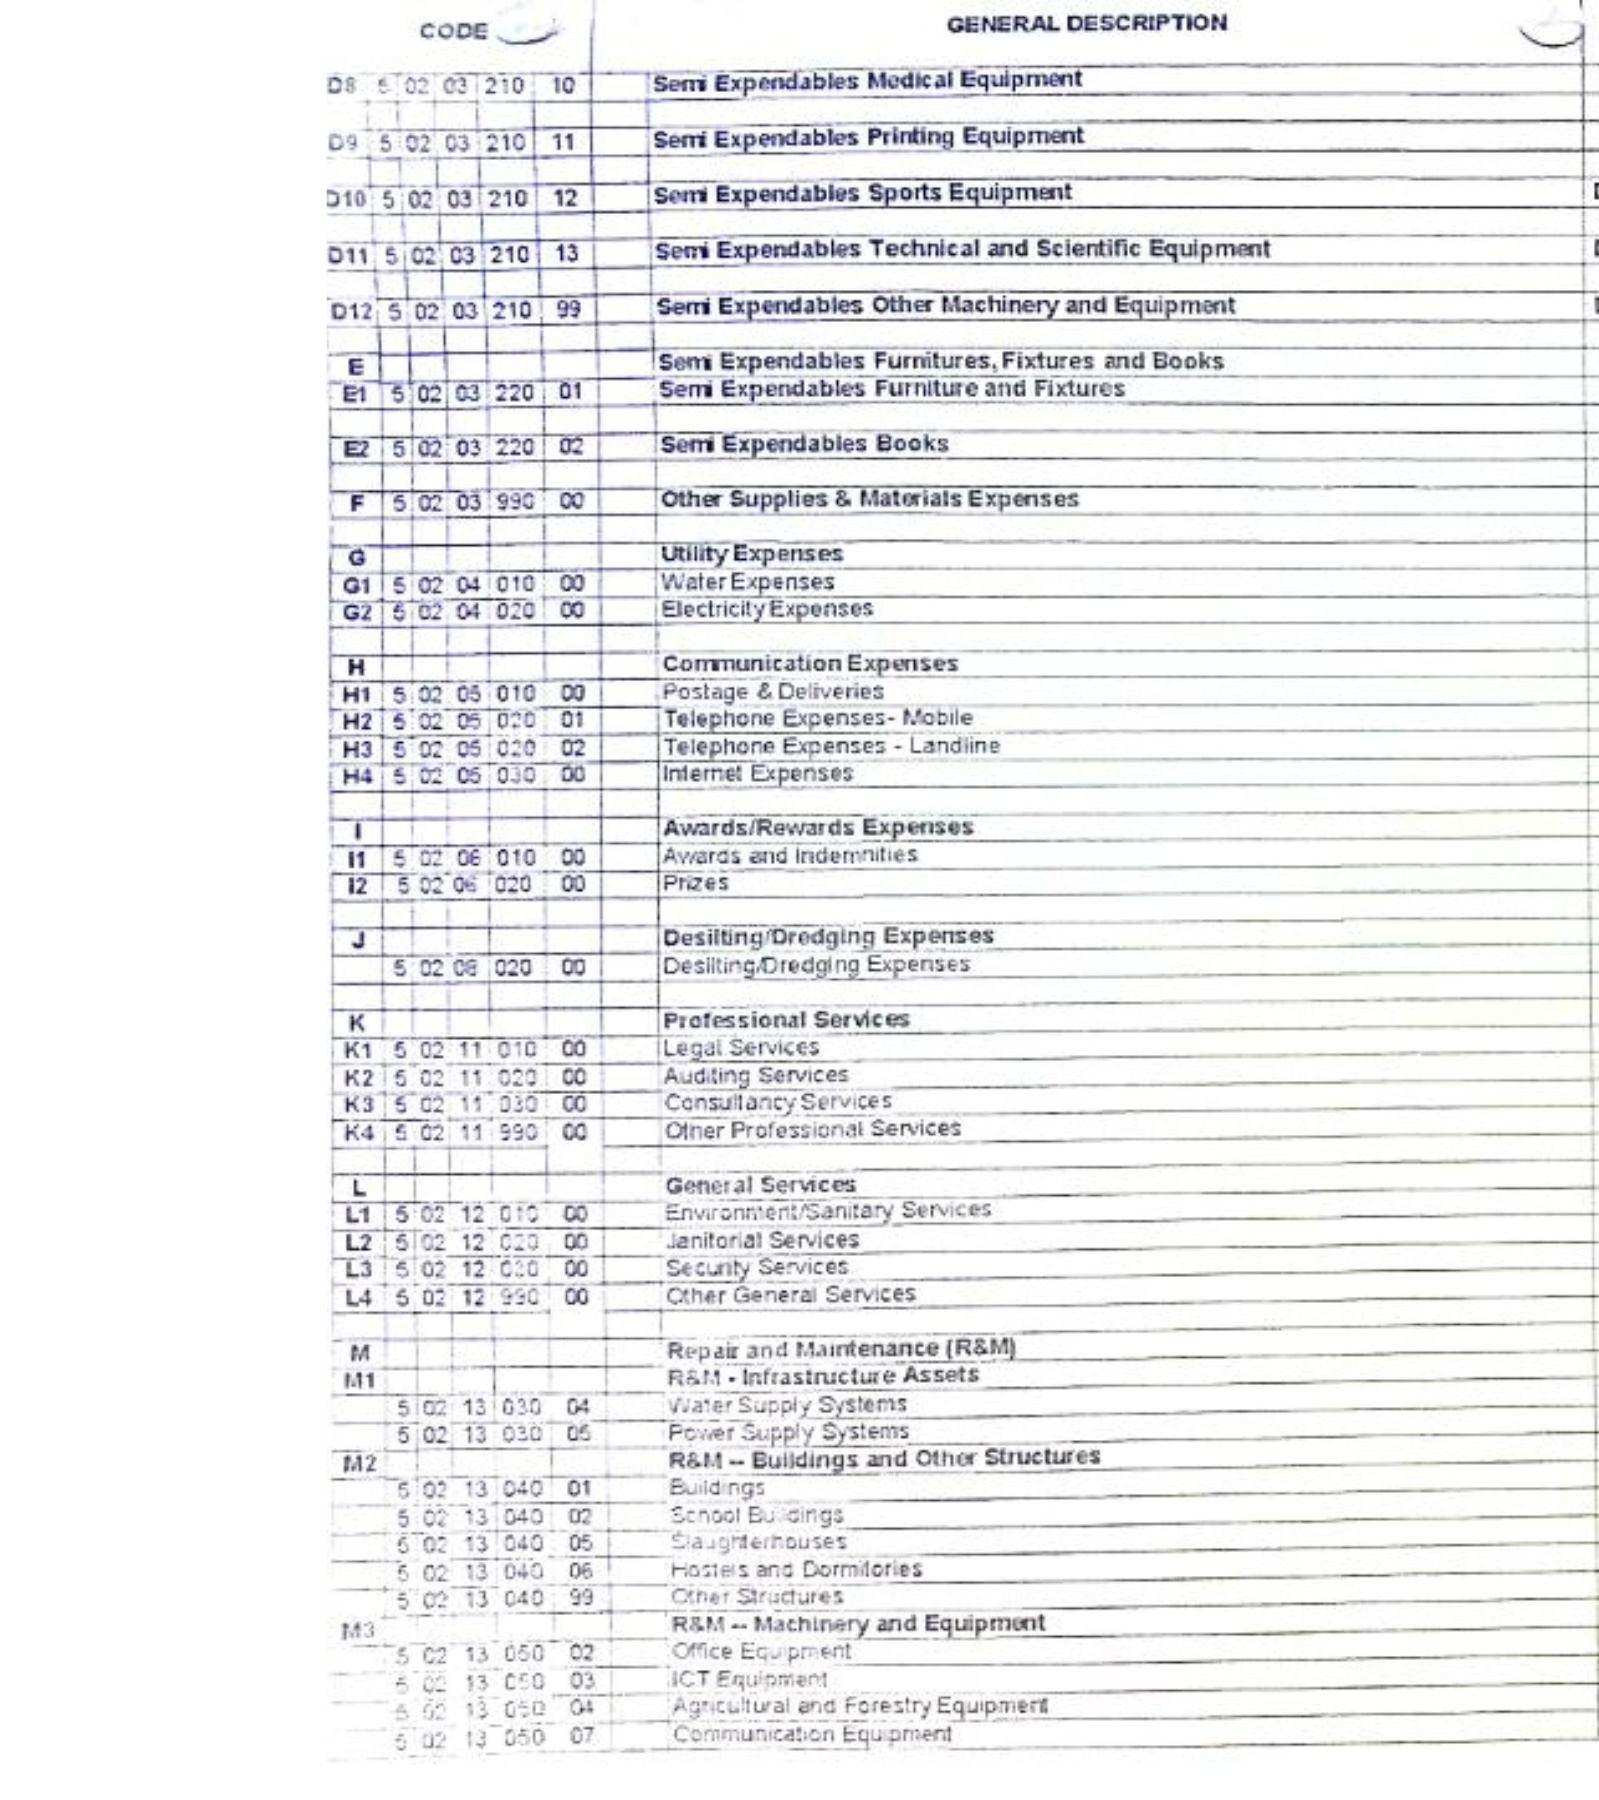 CODE GENERAL DESCRIPTION
D8 5 02 03 210 10 Semi Expendables Medical Equipment
D9 5 02 03 210 11 Semi Expendables Printing Equipment
D10 5 02 03 210 12 Semi Expendables Sports Equipment
D11 5 02 03 210 13 Semi Expendables Technical and Scientific Equipment
D12 5 02 03 210 99 Semi Expendables Other Machinery and Equipment
E Semi Expendables Furnitures, Fixtures and Books
E1 5 02 03 220 01 Semi Expendables Furniture and Fixtures
E2 5 02 03 220 02 Semi Expendables Books
F 5 02 03 990 00 Other Supplies & Materials Expenses
G Utility Expenses
G1 5 02 04 010 00 Water Expenses
G2 5 02 04 020 00 Electricity Expenses
H Communication Expenses
H1 5 02 05 010 00 Postage & Deliveries
H2 5 02 05 020 01 Telephone Expenses- Mobile
H3 5 02 05 020 02 Telephone Expenses - Landline
H4 5 02 05 030 00 Internet Expenses
I Awards/Rewards Expenses
I1 5 02 06 010 00 Awards and Indemnities
I2 5 02 06 020 00 Prizes
J Desilting/Dredging Expenses
5 02 08 020 00 Desilting/Dredging Expenses
K Professional Services
K1 5 02 11 010 00 Legal Services
K2 5 02 11 020 00 Auditing Services
K3 5 02 11 030 00 Consultancy Services
K4 5 02 11 990 00 Other Professional Services
L General Services
L1 5 02 12 010 00 Environment/Sanitary Services
L2 5 02 12 020 00 Janitorial Services
L3 5 02 12 030 00 Security Services
L4 5 02 12 990 00 Other General Services
M Repair and Maintenance (R&M)
M1 R&M - Infrastructure Assets
5 02 13 030 04 Water Supply Systems
5 02 13 030 05 Power Supply Systems
M2 R&M -- Buildings and Other Structures
5 02 13 040 01 Buildings
5 02 13 040 02 School Buildings
5 02 13 040 05 Slaughterhouses
5 02 13 040 06 Hostels and Dormitories
5 02 13 040 99 Other Structures
M3 R&M -- Machinery and Equipment
5 02 13 050 02 Office Equipment
5 02 13 050 03 ICT Equipment
5 02 13 050 04 Agricultural and Forestry Equipment
5 02 13 050 07 Communication Equipment